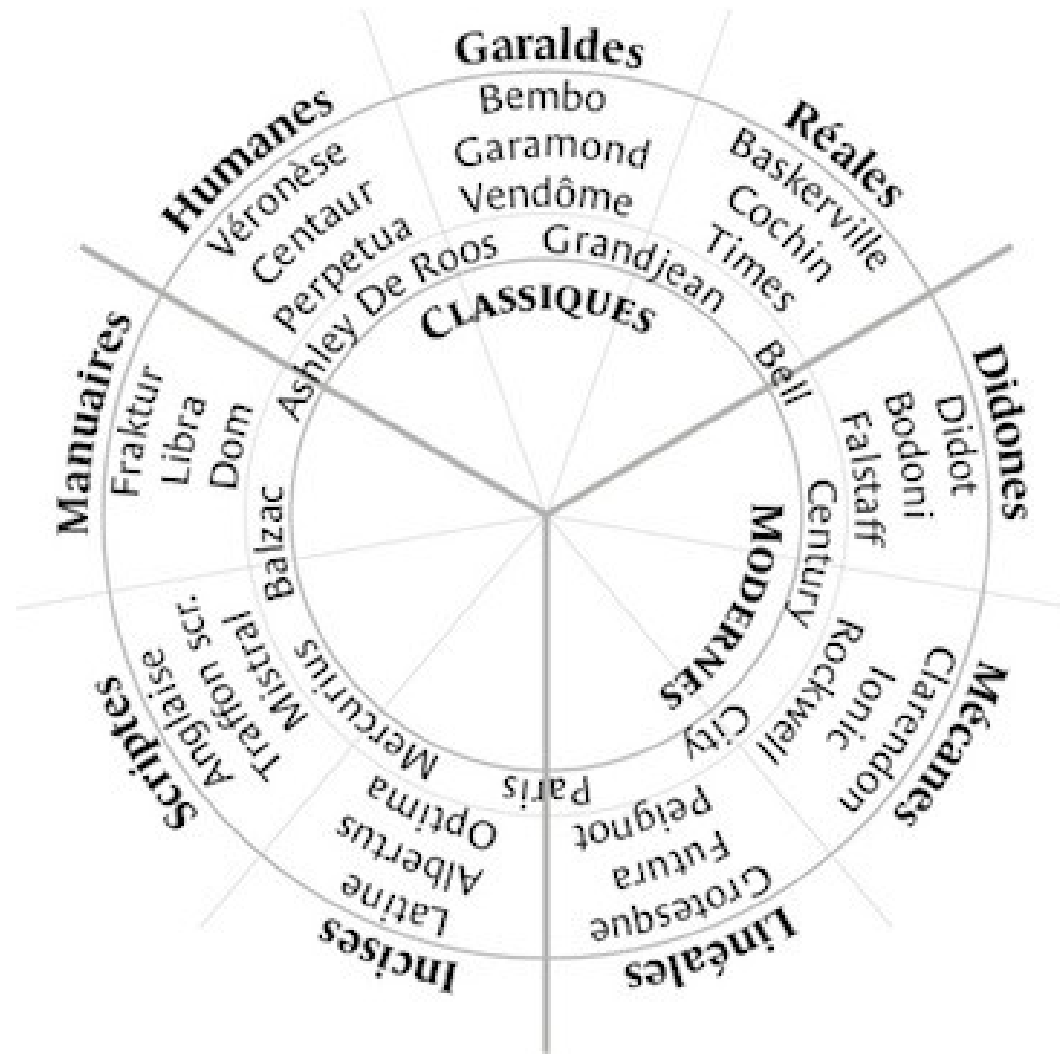 Garaldes
Bembo
Garamond
Vendôme
Réales
Baskerville
Cochin
Times
Didones
Didot
Bodoni
Falstaff
Mécanes
Clarendon
Ionic
Rockwell
Linéales
Grotesque
Futura
Peignot
Incises
Latine
Albertus
Optima
Scriptes
Anglaise
Traffon scr.
Mistral
Manuaires
Fraktur
Libra
Dom
Humanes
Véronèse
Centaur
Perpetua
De Roos
Grandjean
Bell
Century
City
Paris
Mercurius
Balzac
Ashley
CLASSIQUES
MODERNES